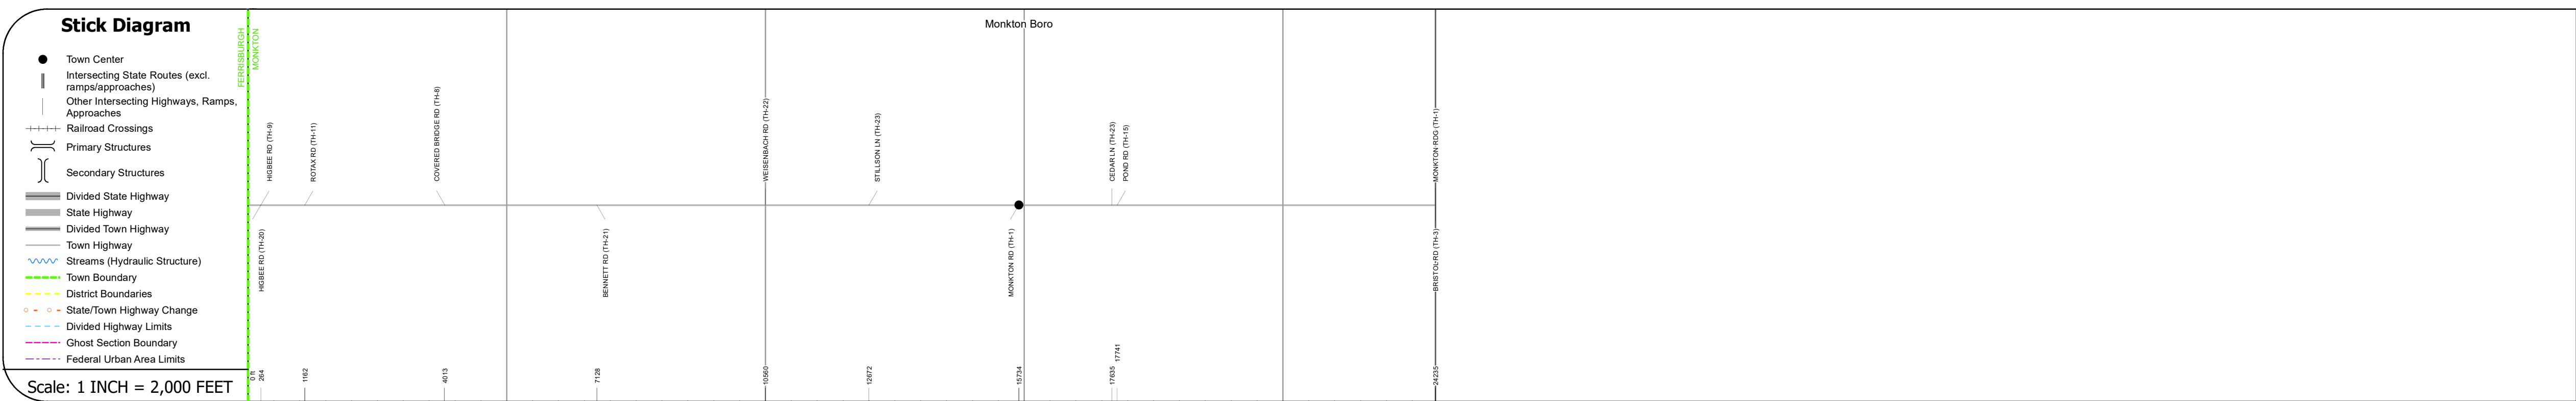 Stick Diagram
Town Center
Intersecting State Routes (excl.
ramps/approaches)
Other Intersecting Highways, Ramps,
Approaches
Railroad Crossings
Primary Structures
Secondary Structures
Divided State Highway
State Highway
Divided Town Highway
Town Highway
Streams (Hydraulic Structure)
Town Boundary
District Boundaries
State/Town Highway Change
Divided Highway Limits
Ghost Section Boundary
Federal Urban Area Limits
Scale: 1 INCH = 2,000 FEET
FERRISBURGH
MONKTON
Monkton Boro
HIGBEE RD (TH-9)
ROTAX RD (TH-11)
COVERED BRIDGE RD (TH-8)
WEISENBACH RD (TH-22)
STILLSON LN (TH-23)
CEDAR LN (TH-23)
POND RD (TH-15)
MONKTON RDG (TH-1)
HIGBEE RD (TH-20)
BENNETT RD (TH-21)
MONKTON RD (TH-1)
BRISTOL RD (TH-3)
0 ft
264
1162
4013
7128
10560
12672
15734
17635
17741
24235